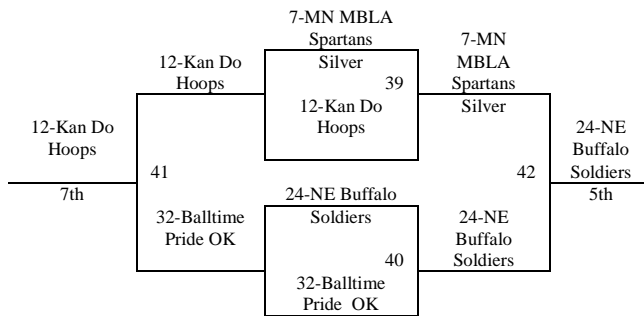 7-MN MBLA
Spartans
Silver
7-MN
MBLA
Spartans
Silver
12-Kan Do
Hoops
39
12-Kan Do
Hoops
12-Kan Do
Hoops
7th
41
42
24-NE
Buffalo
Soldiers
5th
32-Balltime
Pride OK
24-NE Buffalo
Soldiers
24-NE
Buffalo
Soldiers
40
32-Balltime
Pride OK